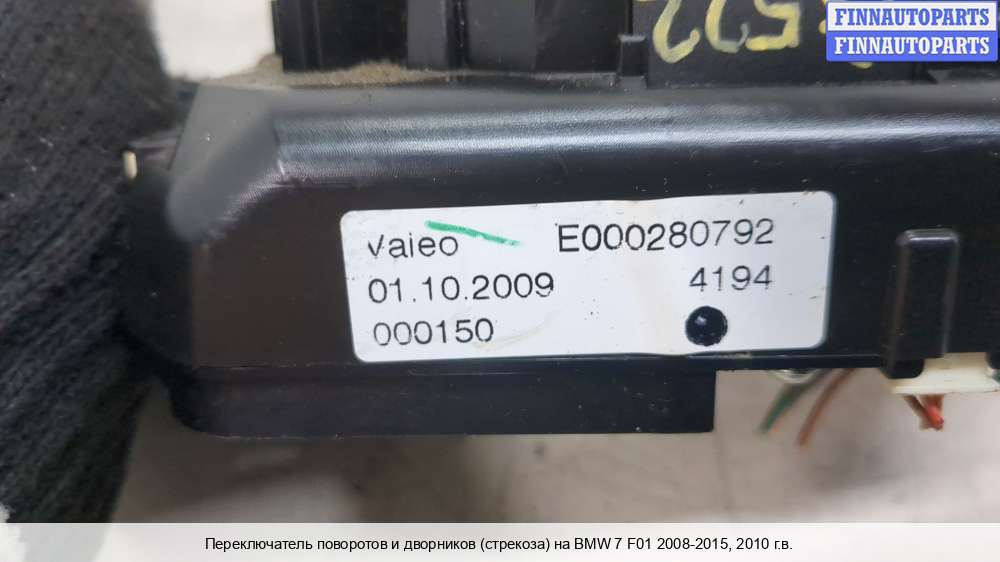 FINNAUTOPARTS
FINNAUTOPARTS
vaieo E000280792
01.10.2009 4194
000150
Переключатель поворотов и дворников (стрекоза) на BMW 7 F01 2008-2015, 2010 г.в.